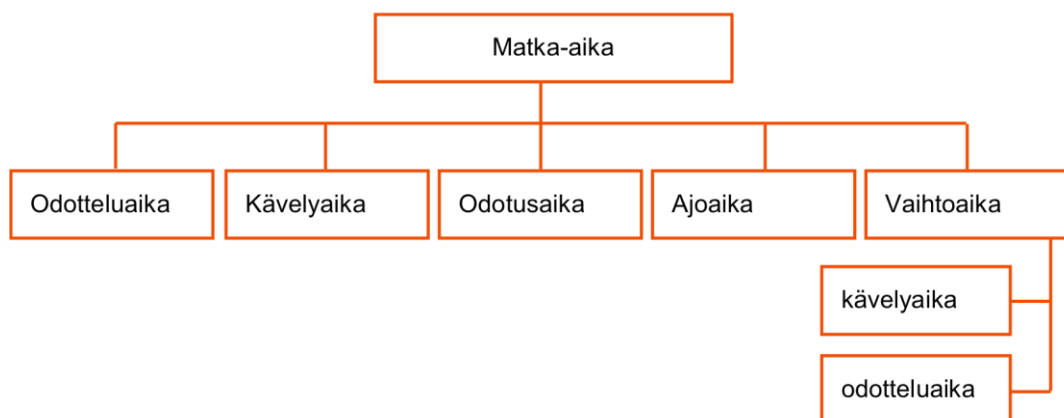 Matka-aika
Odotteluaika
Kävelyaika
Odotusaika
Ajoaika
Vaihtoaika
kävelyaika
odotteluaika